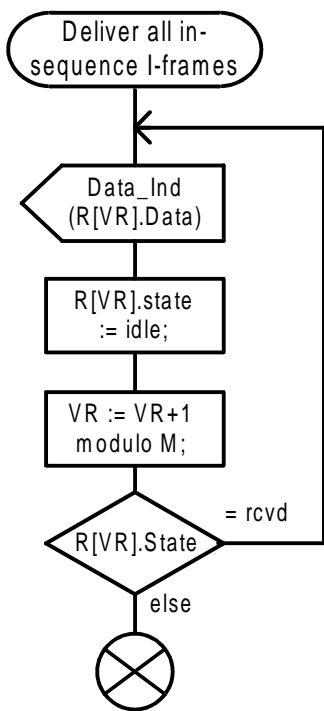 Deliver all in-
sequence I-frames
Data_Ind
(R[VR].Data)
R[VR].state
:= idle;
VR := VR+1
modulo M;
= rcvd
R[VR].State
else